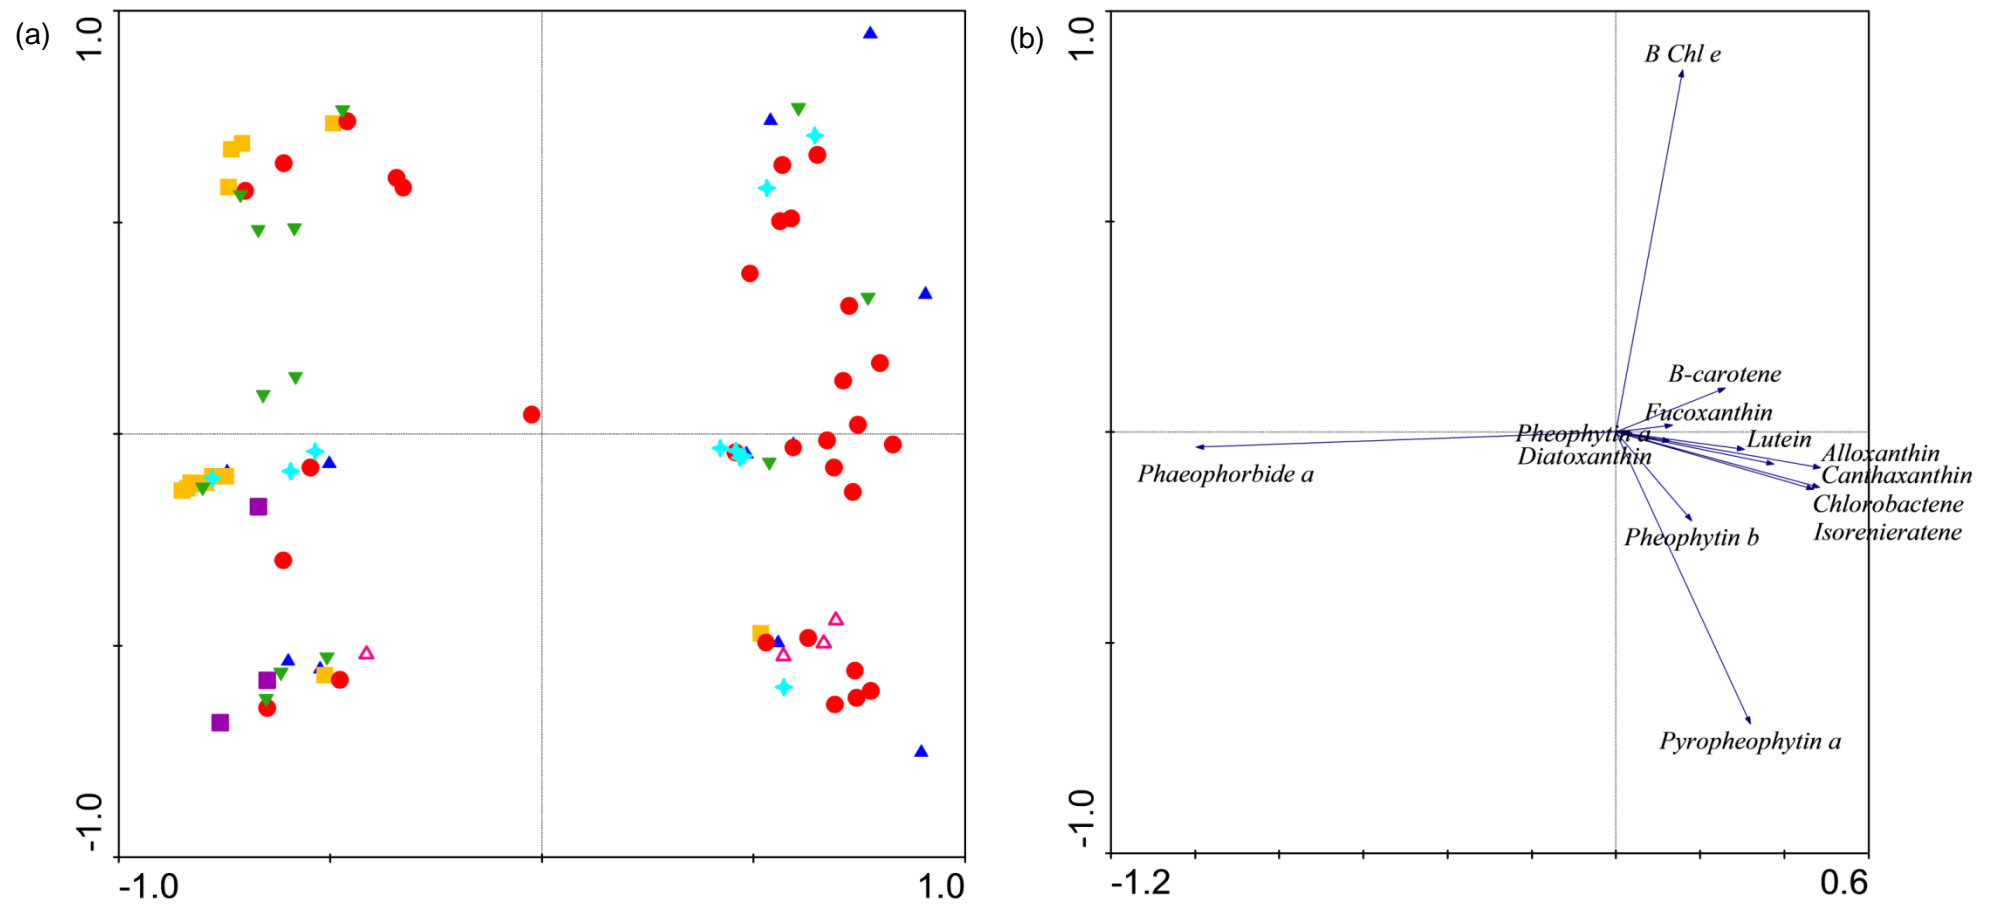 (a)
1.0
-1.0
-1.0
1.0
(b)
1.0
-1.0
-1.2
0.6
B Chl e
B-carotene
Fucoxanthin
Pheophytin a
Lutein
Diatoxanthin
Alloxanthin
Phaeophorbide a
Canthaxanthin
Chlorobactene
Isorenieratene
Pheophytin b
Pyropheophytin a